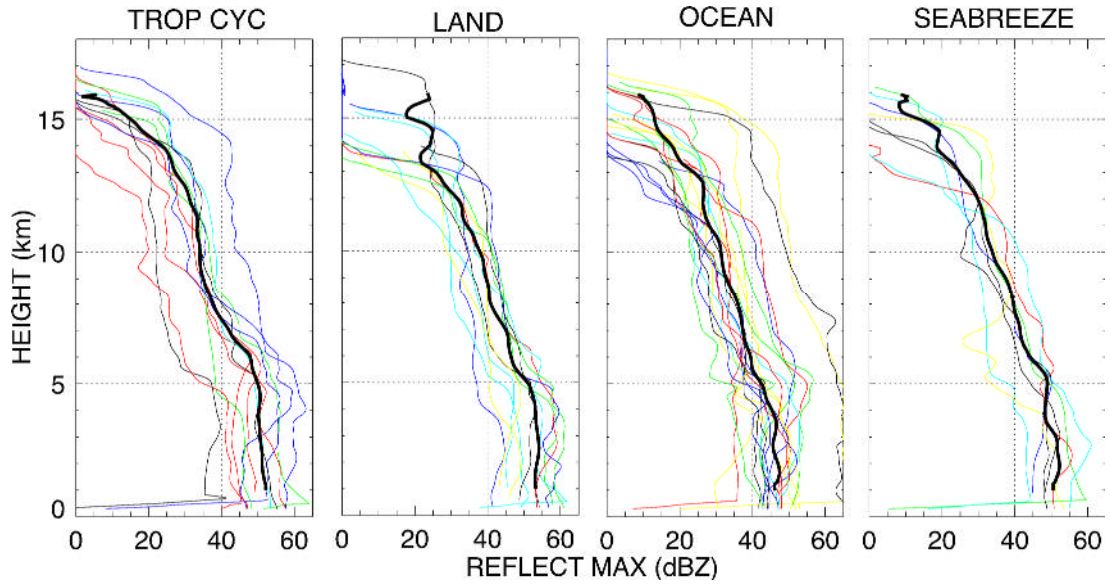 TROP CYC LAND OCEAN SEABREEZE
HEIGHT (km)
15
10
5
0
0 20 40 60 0 20 40 60 0 20 40 60 0 20 40 60
REFLECT MAX (dBZ)